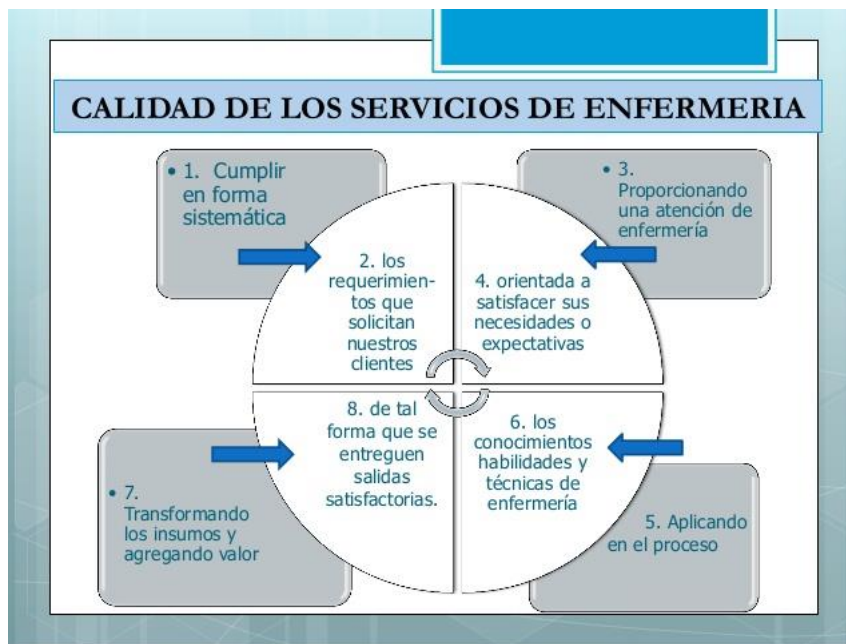 CALIDAD DE LOS SERVICIOS DE ENFERMERIA
• 1. Cumplir
en forma
sistemática
2. los
requerimien-
tos que
solicitan
nuestros
clientes
• 3.
Proporcionando
una atención de
enfermería
4. orientada a
satisfacer sus
necesidades o
expectativas
5. Aplicando
en el proceso
6. los
conocimientos
habilidades y
técnicas de
enfermería
• 7.
Transformando
los insumos y
agregando valor
8. de tal
forma que se
entreguen
salidas
satisfactorias.